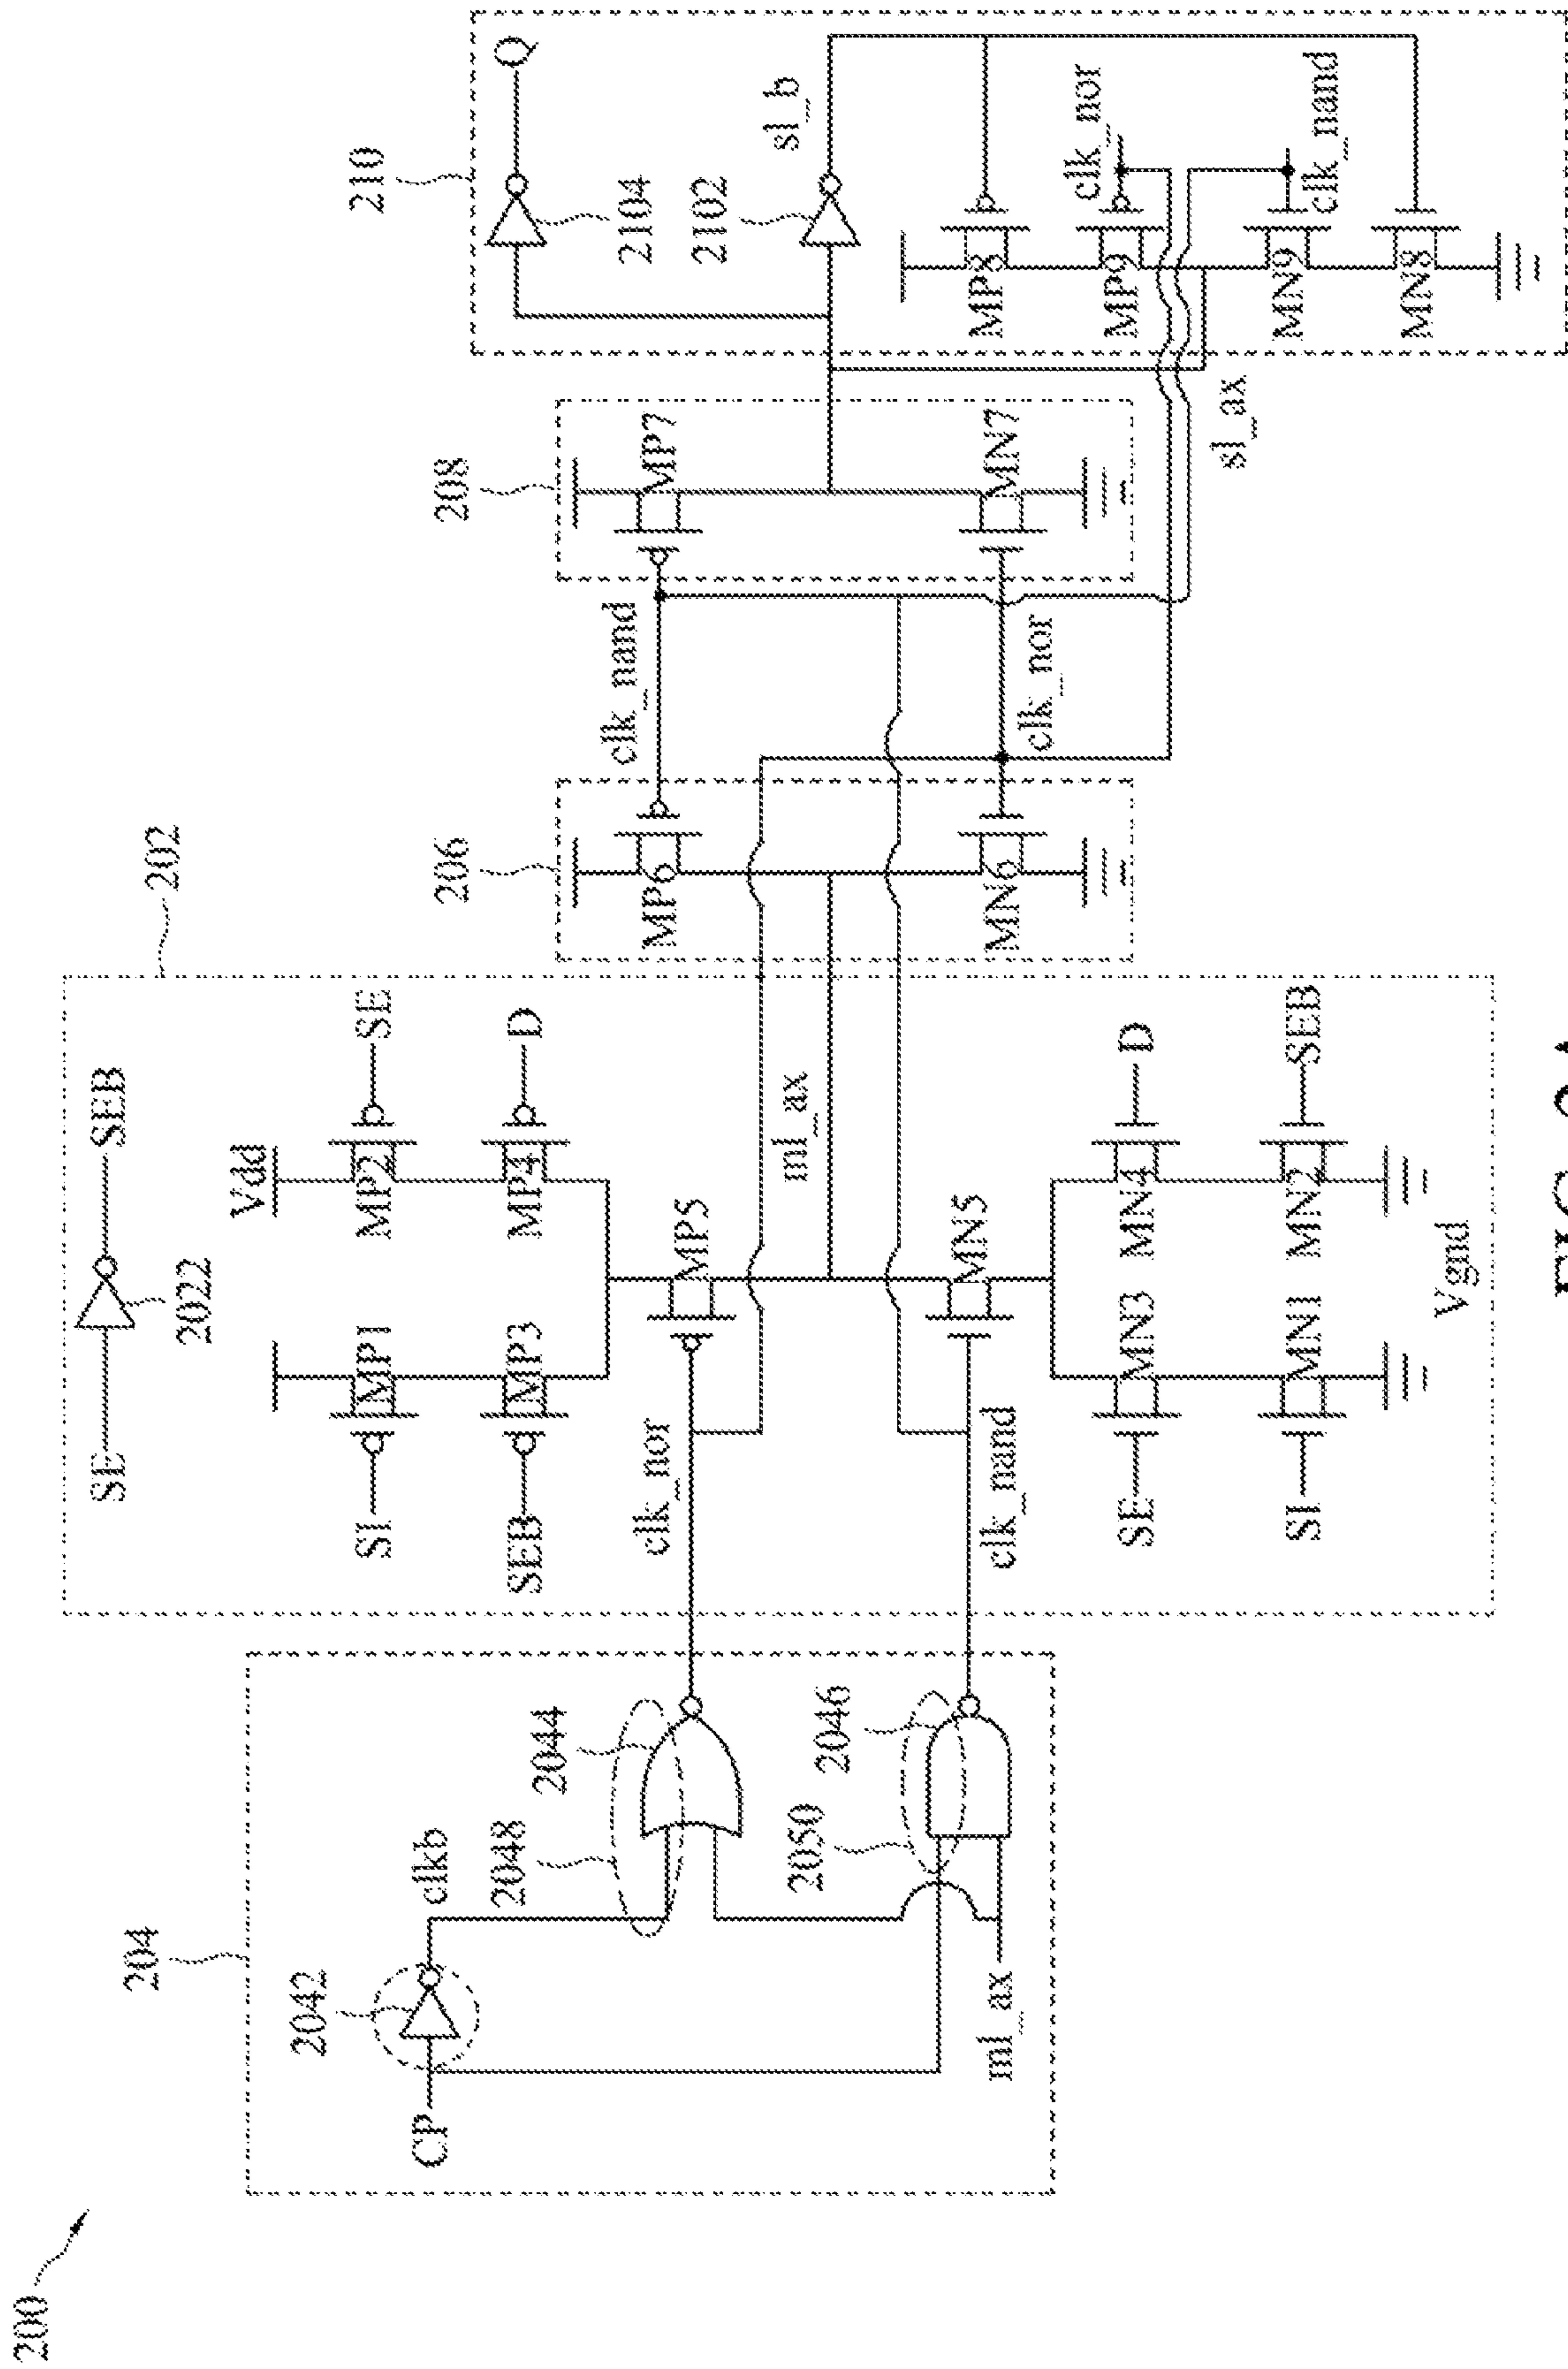 200
204
CP
2042
clkb
2048
2044
2050
2046
ml_ax
202
SE
2022
SEB
Vdd
SI
MP1
MP2
SE
SEB
MP3
MP4
D
clk_nor
MP5
ml_ax
clk_nand
MN5
SE
MN3
MN4
D
SI
MN1
MN2
SEB
Vgnd
206
MP6
MN6
clk_nand
clk_nor
208
MP7
MN7
sl_ax
210
Q
2104
2102
sl_b
MP8
MP9
clk_nor
MN9
clk_nand
MN8